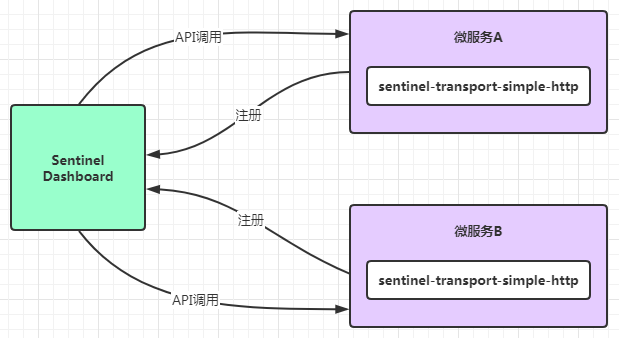 API调用
微服务A
sentinel-transport-simple-http
注册
Sentinel
Dashboard
注册
微服务B
sentinel-transport-simple-http
API调用